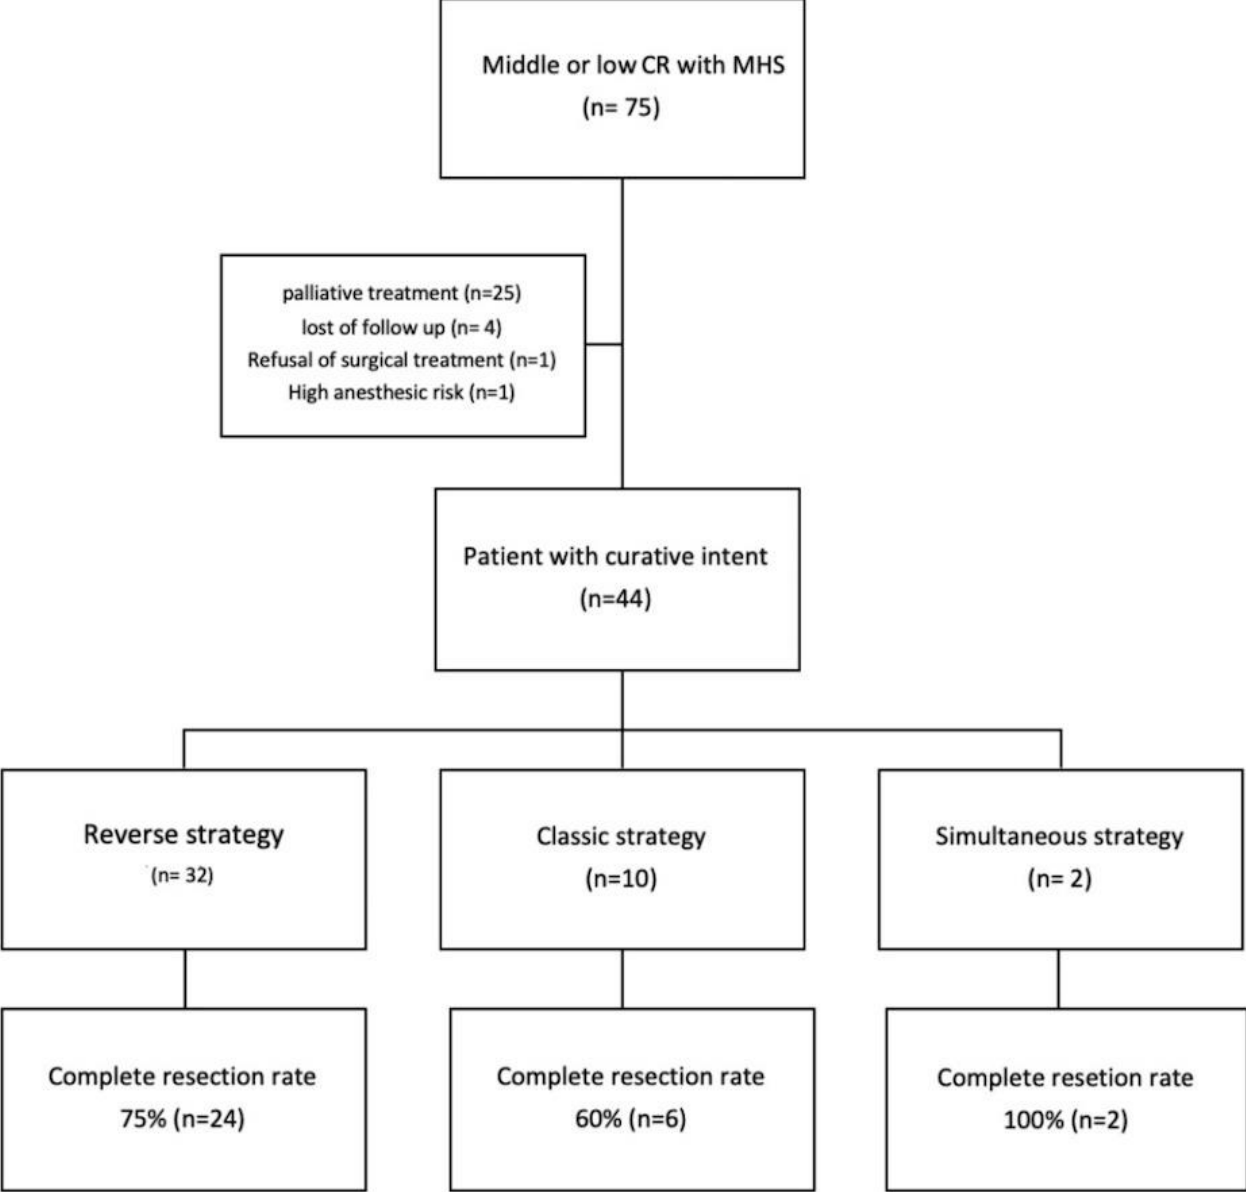 Middle or low CR with MHS
(n= 75)
palliative treatment (n=25)
lost of follow up (n= 4)
Refusal of surgical treatment (n=1)
High anesthesic risk (n=1)
Patient with curative intent
(n=44)
Reverse strategy
(n= 32)
Classic strategy
(n=10)
Simultaneous strategy
(n= 2)
Complete resection rate
75% (n=24)
Complete resection rate
60% (n=6)
Complete resetion rate
100% (n=2)